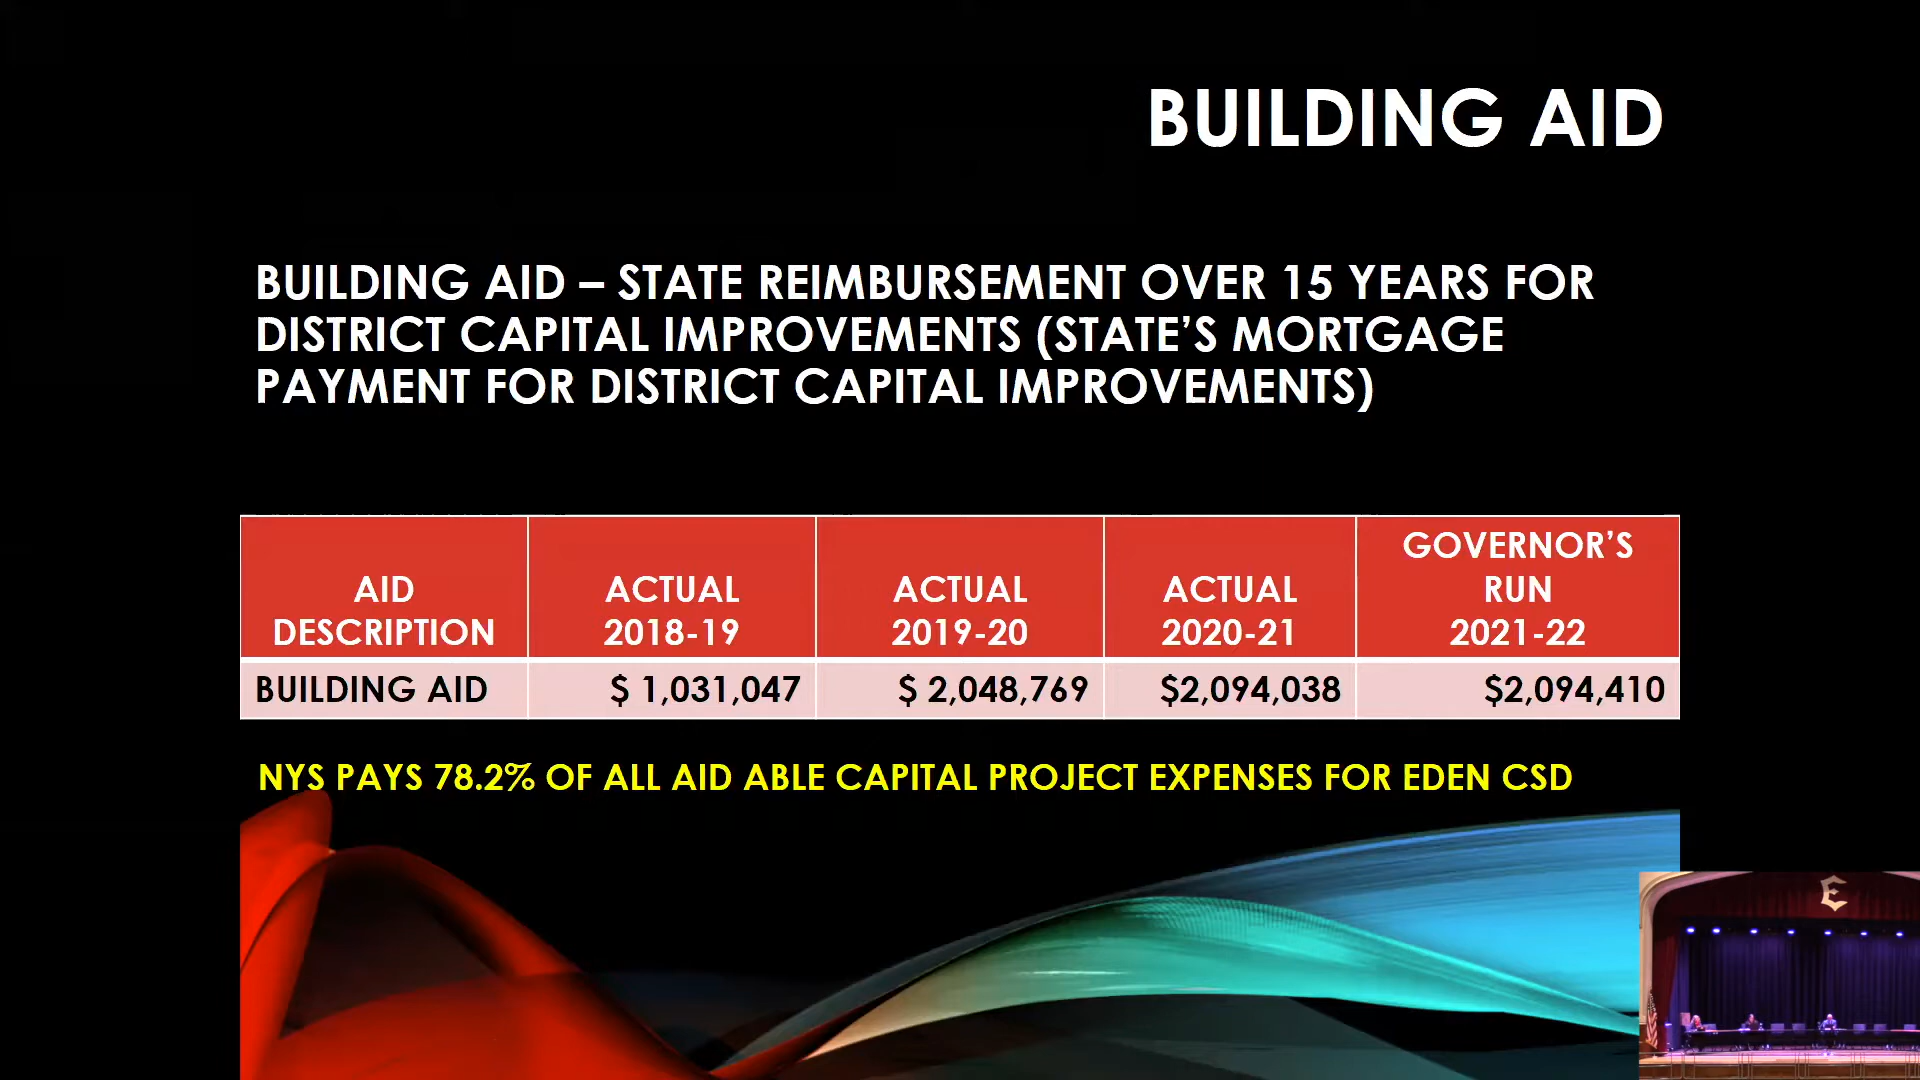 BUILDING AID
BUILDING AID – STATE REIMBURSEMENT OVER 15 YEARS FOR
DISTRICT CAPITAL IMPROVEMENTS (STATE’S MORTGAGE
PAYMENT FOR DISTRICT CAPITAL IMPROVEMENTS)
AID
DESCRIPTION
ACTUAL
2018-19
ACTUAL
2019-20
ACTUAL
2020-21
GOVERNOR’S
RUN
2021-22
BUILDING AID
$ 1,031,047
$ 2,048,769
$2,094,038
$2,094,410
NYS PAYS 78.2% OF ALL AID ABLE CAPITAL PROJECT EXPENSES FOR EDEN CSD
E